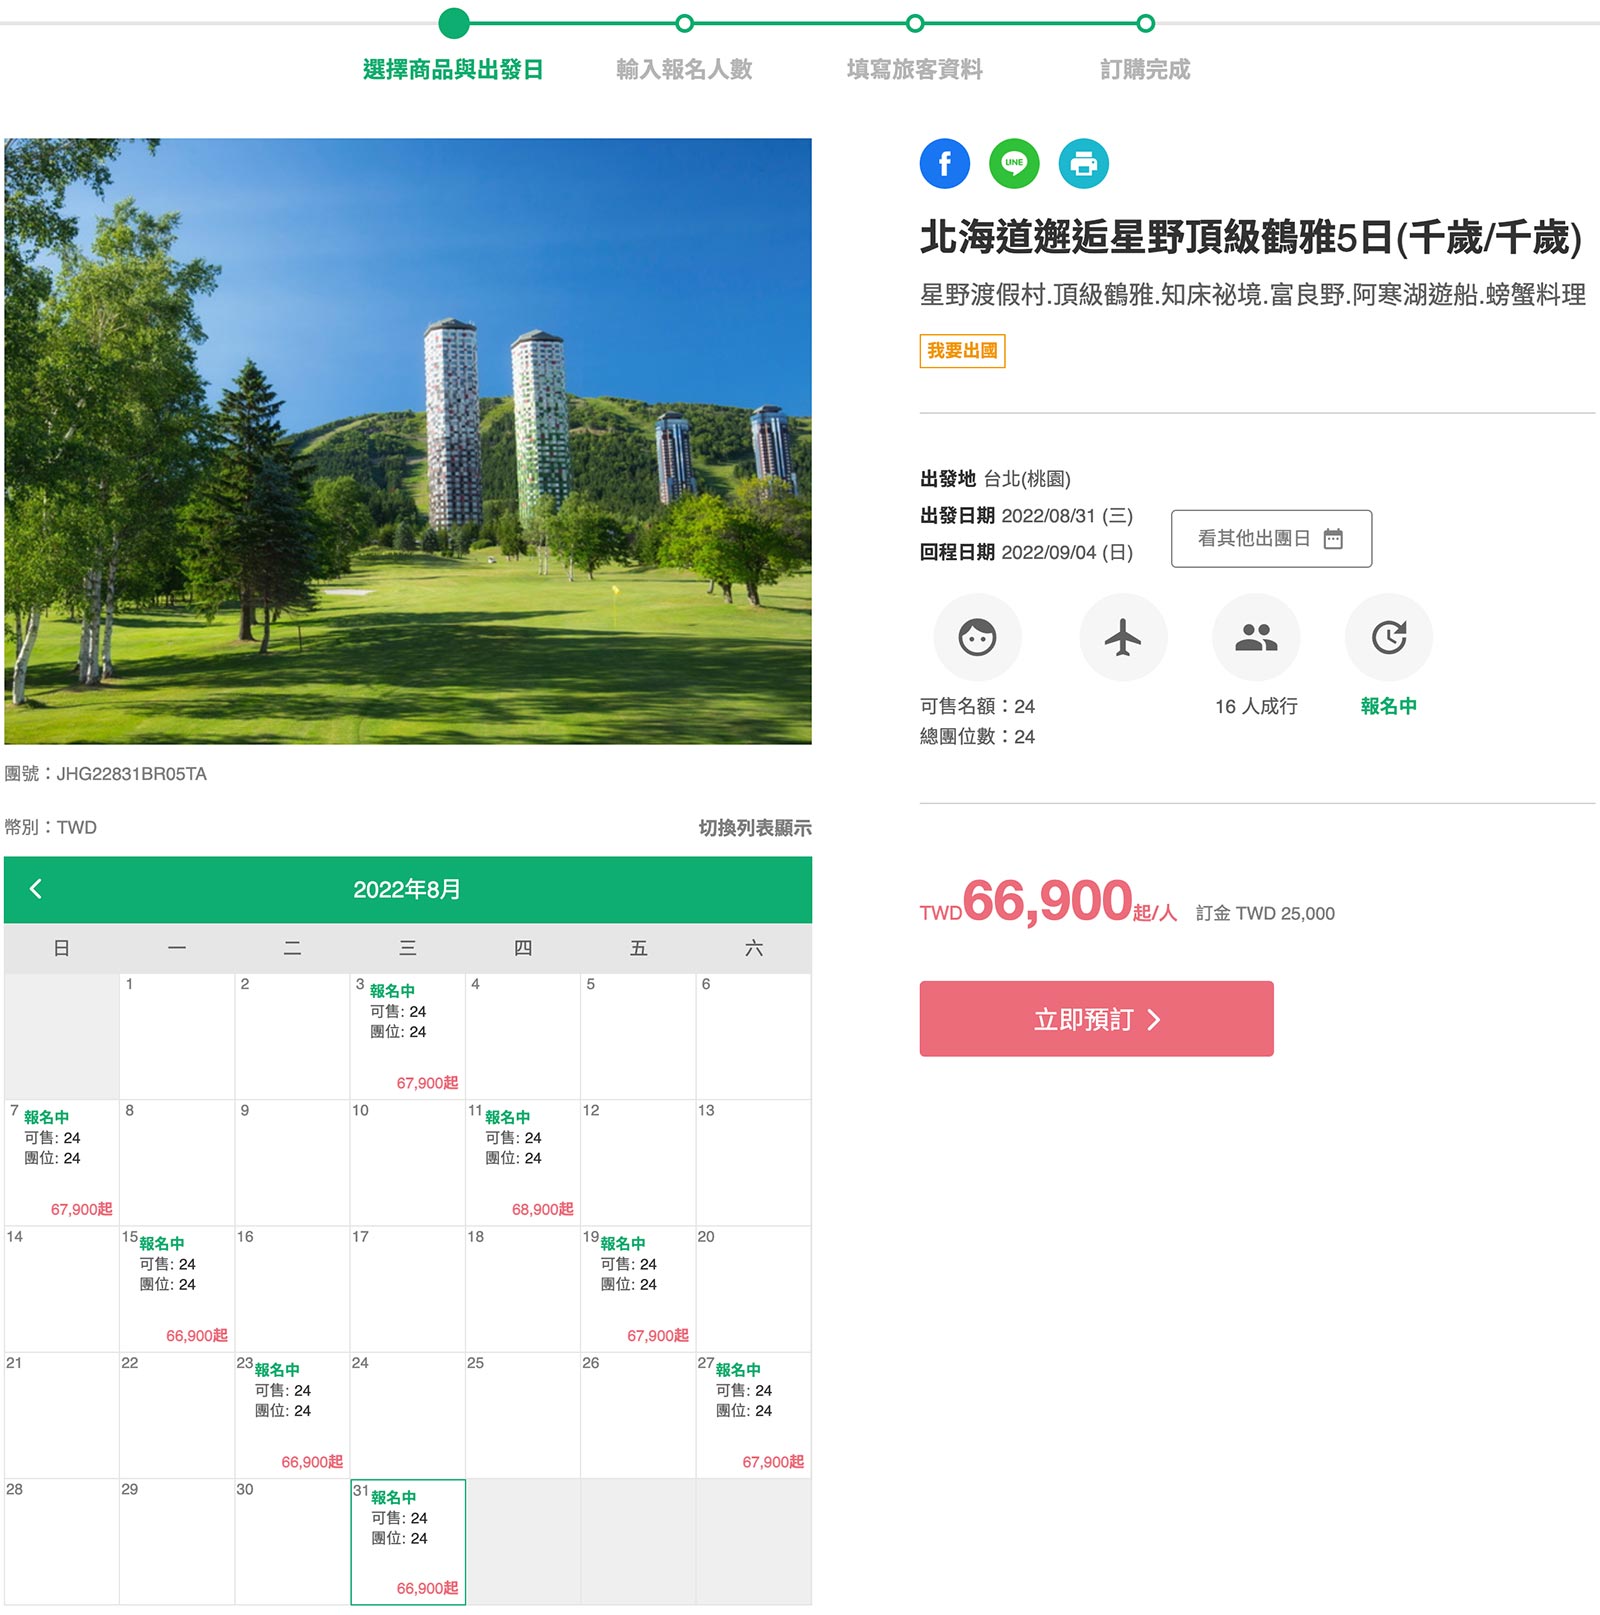 選擇商品與出發日
輸入報名人數
填寫旅客資料
訂購完成
f
LINE
北海道邂逅星野頂級鶴雅5日(千歲/千歲)
星野渡假村.頂級鶴雅.知床祕境.富良野.阿寒湖遊船.螃蟹料理
我要出國
出發地 台北(桃園)
出發日期 2022/08/31 (三)
回程日期 2022/09/04 (日)
看其他出團日
可售名額：24
總團位數：24
16 人成行
報名中
TWD66,900起/人 訂金 TWD 25,000
立即預訂
團號：JHG22831BR05TA
幣別：TWD
切換列表顯示
2022年8月
日 一 二 三 四 五 六
1
2
3 報名中
可售: 24
團位: 24
67,900起
4
5
6
7 報名中
可售: 24
團位: 24
67,900起
8
9
10
11 報名中
可售: 24
團位: 24
68,900起
12
13
14
15 報名中
可售: 24
團位: 24
66,900起
16
17
18
19 報名中
可售: 24
團位: 24
67,900起
20
21
22
23 報名中
可售: 24
團位: 24
66,900起
24
25
26
27 報名中
可售: 24
團位: 24
67,900起
28
29
30
31 報名中
可售: 24
團位: 24
66,900起